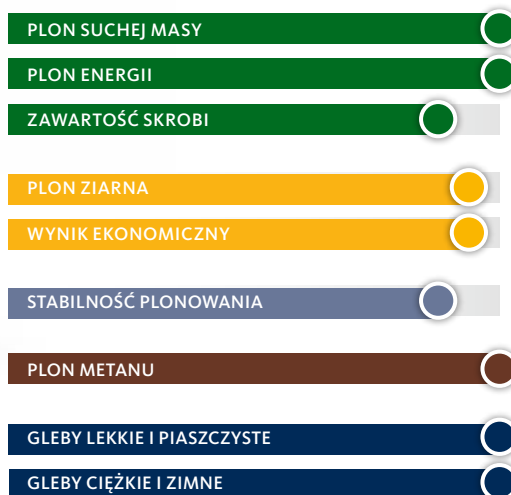 PLON SUCHEJ MASY
PLON ENERGII
ZAWARTOŚĆ SKROBI
PLON ZIARNA
WYNIK EKONOMICZNY
STABILNOŚĆ PLONOWANIA
PLON METANU
GLEBY LEKKIE I PIASZCZYSTE
GLEBY CIĘŻKIE I ZIMNE